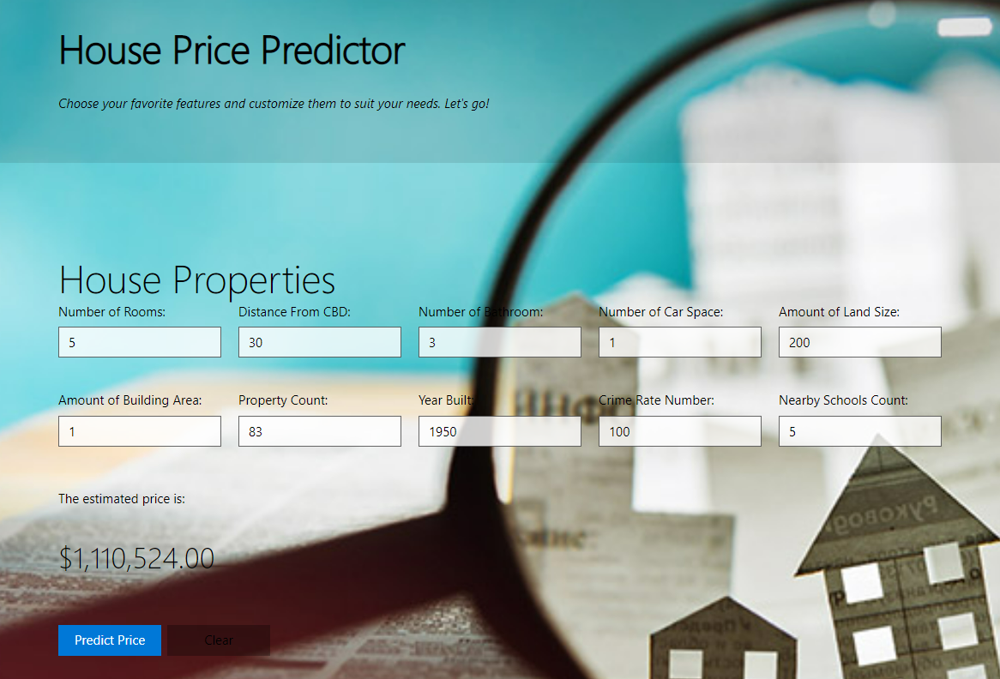 House Price Predictor
Choose your favorite features and customize them to suit your needs. Let's go!
House Properties
Number of Rooms: Distance From CBD: Number of Bathroom: Number of Car Space: Amount of Land Size:
5 30 3 1 200
Amount of Building Area: Property Count: Year Built: Crime Rate Number: Nearby Schools Count:
1 83 1950 100 5
The estimated price is:
$1,110,524.00
Predict Price Clear